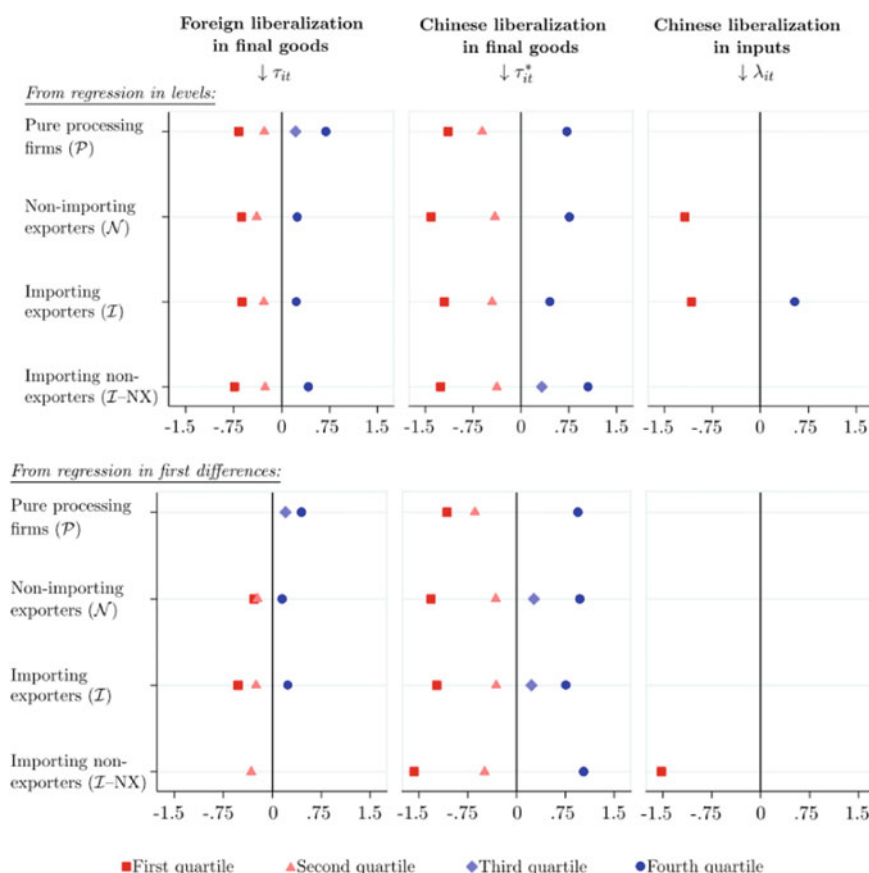 Foreign liberalization
in final goods
↓ τit
Chinese liberalization
in final goods
↓ τ*it
Chinese liberalization
in inputs
↓ λit
From regression in levels:
Pure processing
firms (P)
Non-importing
exporters (N)
Importing
exporters (I)
Importing non-
exporters (I–NX)
-1.5 -.75 0 .75 1.5
-1.5 -.75 0 .75 1.5
-1.5 -.75 0 .75 1.5
From regression in first differences:
Pure processing
firms (P)
Non-importing
exporters (N)
Importing
exporters (I)
Importing non-
exporters (I–NX)
-1.5 -.75 0 .75 1.5
-1.5 -.75 0 .75 1.5
-1.5 -.75 0 .75 1.5
First quartile Second quartile Third quartile Fourth quartile